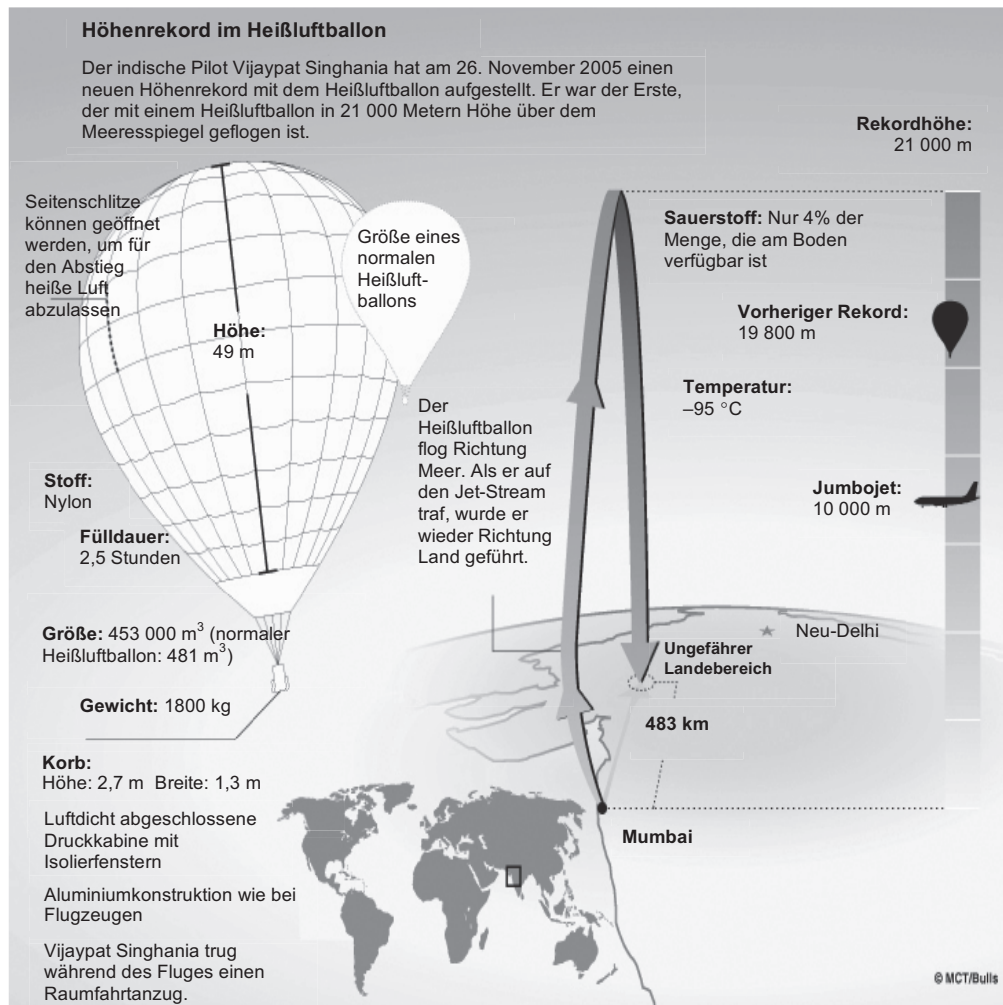 Höhenrekord im Heißluftballon
Der indische Pilot Vijaypat Singhania hat am 26. November 2005 einen
neuen Höhenrekord mit dem Heißluftballon aufgestellt. Er war der Erste,
der mit einem Heißluftballon in 21 000 Metern Höhe über dem
Meeresspiegel geflogen ist.
Rekordhöhe:
21 000 m
Seitenschlitze
können geöffnet
werden, um für
den Abstieg
heiße Luft
abzulassen
Größe eines
normalen
Heißluft-
ballons
Höhe:
49 m
Sauerstoff: Nur 4% der
Menge, die am Boden
verfügbar ist
Vorheriger Rekord:
19 800 m
Temperatur:
–95 °C
Der
Heißluftballon
flog Richtung
Meer. Als er auf
den Jet-Stream
traf, wurde er
wieder Richtung
Land geführt.
Jumbojet:
10 000 m
Stoff:
Nylon
Fülldauer:
2,5 Stunden
Größe: 453 000 m³ (normaler
Heißluftballon: 481 m³)
Gewicht: 1800 kg
Neu-Delhi
Ungefährer
Landebereich
483 km
Mumbai
Korb:
Höhe: 2,7 m Breite: 1,3 m
Luftdicht abgeschlossene
Druckkabine mit
Isolierfenstern
Aluminiumkonstruktion wie bei
Flugzeugen
Vijaypat Singhania trug
während des Fluges einen
Raumfahrtanzug.
© MCT/Bulls